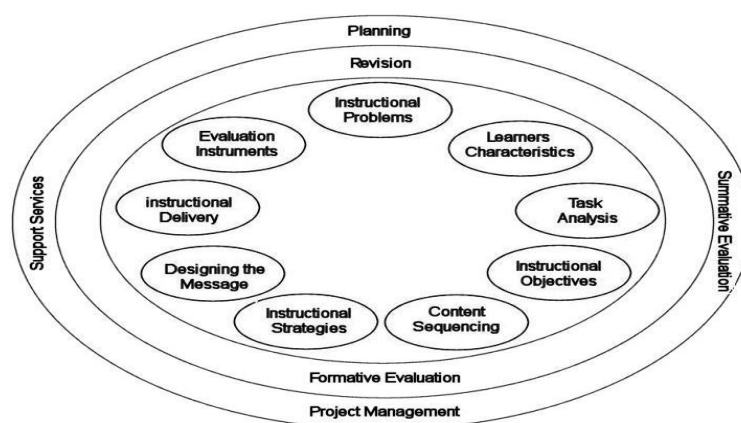 Planning
Revision
Instructional
Problems
Evaluation
Instruments
Learners
Characteristics
instructional
Delivery
Task
Analysis
Support Services
Summative Evaluation
Designing the
Message
Instructional
Objectives
Instructional
Strategies
Content
Sequencing
Formative Evaluation
Project Management